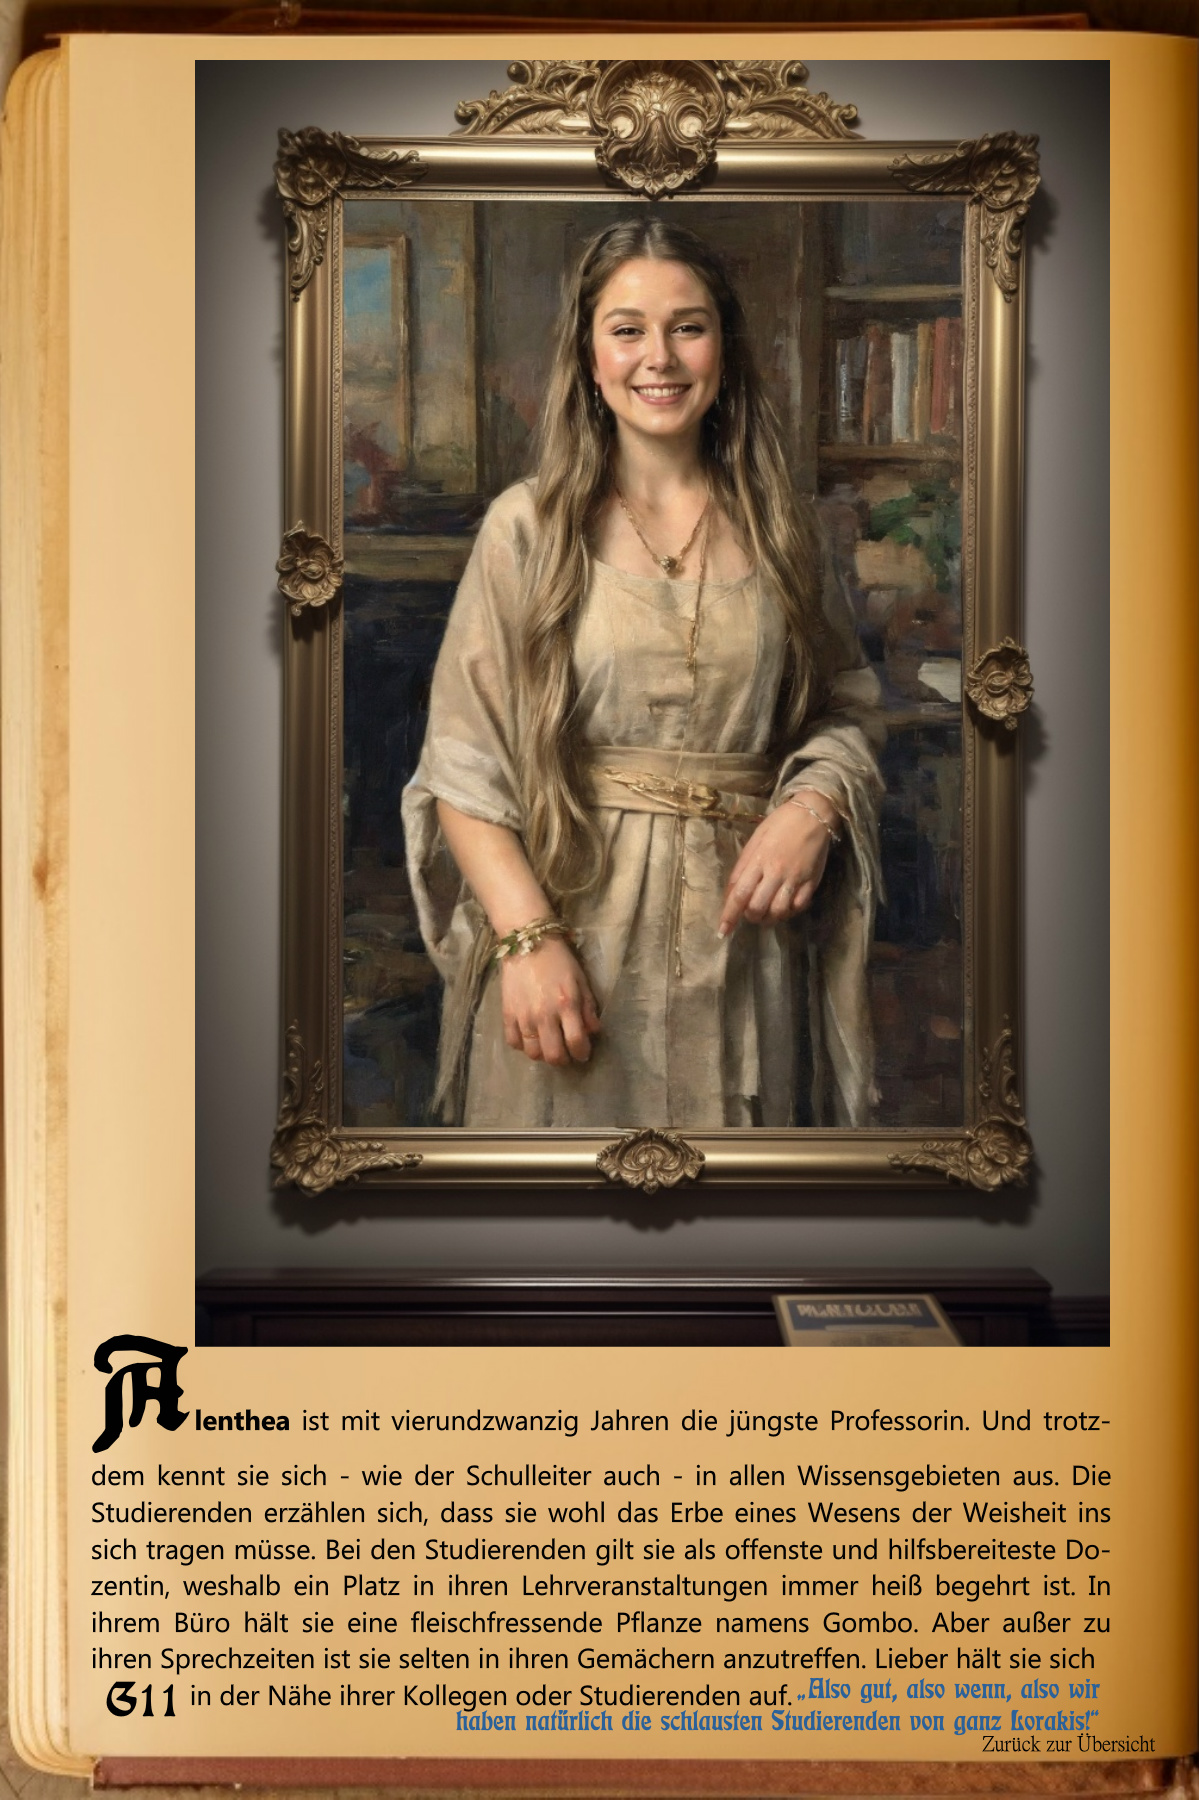 Alenthea ist mit vierundzwanzig Jahren die jüngste Professorin. Und trotz-
dem kennt sie sich - wie der Schulleiter auch - in allen Wissensgebieten aus. Die
Studierenden erzählen sich, dass sie wohl das Erbe eines Wesens der Weisheit ins
sich tragen müsse. Bei den Studierenden gilt sie als offenste und hilfsbereiteste Do-
zentin, weshalb ein Platz in ihren Lehrveranstaltungen immer heiß begehrt ist. In
ihrem Büro hält sie eine fleischfressende Pflanze namens Gombo. Aber außer zu
ihren Sprechzeiten ist sie selten in ihren Gemächern anzutreffen. Lieber hält sie sich
G11 in der Nähe ihrer Kollegen oder Studierenden auf. „Also gut, also wenn, also wir
haben natürlich die schlausten Studierenden von ganz Lorakis!“
Zurück zur Übersicht